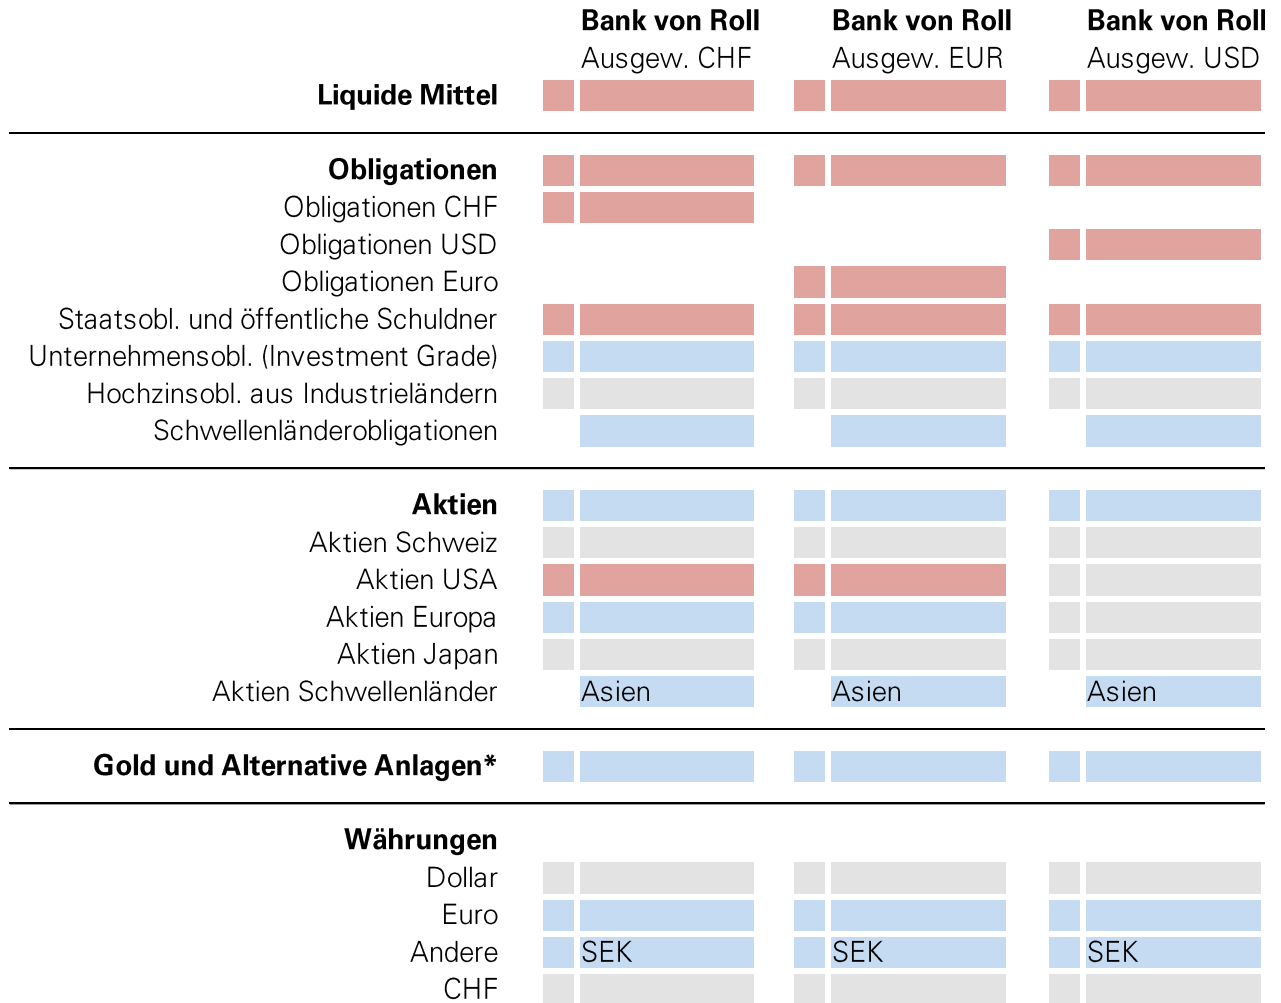 Bank von Roll Bank von Roll Bank von Roll
Ausgew. CHF Ausgew. EUR Ausgew. USD
Liquide Mittel
Obligationen
Obligationen CHF
Obligationen USD
Obligationen Euro
Staatsobl. und öffentliche Schuldner
Unternehmensobl. (Investment Grade)
Hochzinsobl. aus Industrieländern
Schwellenländerobligationen
Aktien
Aktien Schweiz
Aktien USA
Aktien Europa
Aktien Japan
Aktien Schwellenländer Asien Asien Asien
Gold und Alternative Anlagen*
Währungen
Dollar
Euro
Andere SEK SEK SEK
CHF